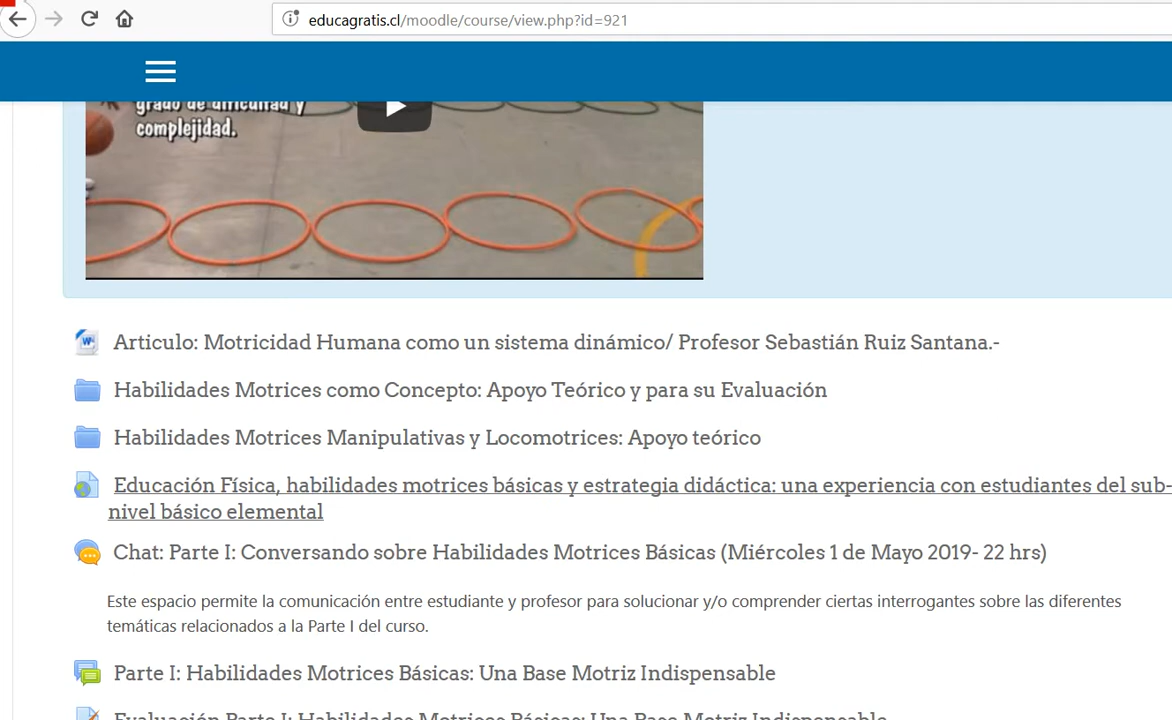 educagratis.cl/moodle/course/view.php?id=921
grado de dificultad y
complejidad.
Articulo: Motricidad Humana como un sistema dinámico/ Profesor Sebastián Ruiz Santana.-
Habilidades Motrices como Concepto: Apoyo Teórico y para su Evaluación
Habilidades Motrices Manipulativas y Locomotrices: Apoyo teórico
Educación Física, habilidades motrices básicas y estrategia didáctica: una experiencia con estudiantes del sub-
nivel básico elemental
Chat: Parte I: Conversando sobre Habilidades Motrices Básicas (Miércoles 1 de Mayo 2019- 22 hrs)
Este espacio permite la comunicación entre estudiante y profesor para solucionar y/o comprender ciertas interrogantes sobre las diferentes
temáticas relacionados a la Parte I del curso.
Parte I: Habilidades Motrices Básicas: Una Base Motriz Indispensable
Evaluación Parte I: Habilidades Motrices Básicas: Una Base Motriz Indispensable